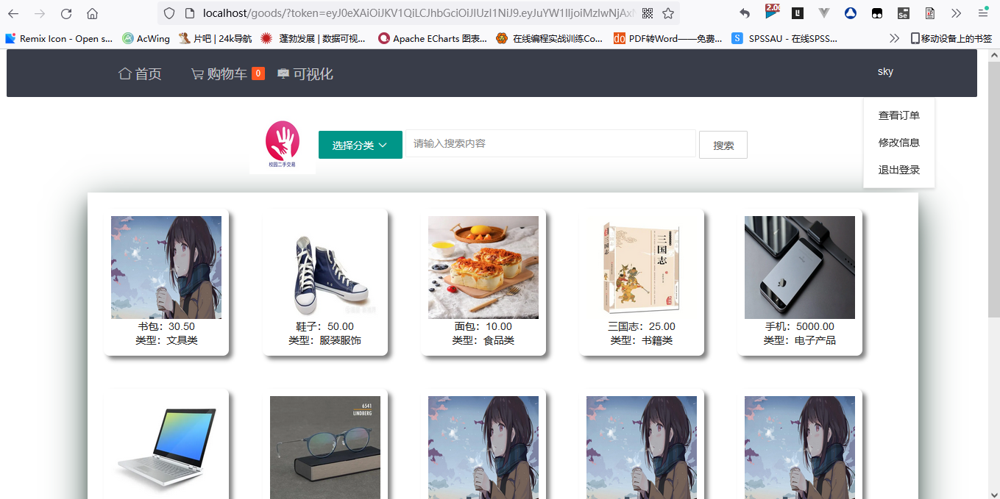 localhost/goods/?token=eyJ0eXAiOiJKV1QiLCJhbGciOiJIUzI1NiJ9.eyJuYW1lIjoiMzIwNjAxN
2.00
Remix Icon - Open s...
AcWing
片吧 | 24k导航
蓬勃发展 | 数据可视...
Apache ECharts 图表...
在线编程实战训练Co...
PDF转Word——免费...
SPSSAU - 在线SPSS...
移动设备上的书签
首页
购物车 0
可视化
sky
查看订单
修改信息
退出登录
校园二手交易
选择分类
请输入搜索内容
搜索
三国志
书包：30.50
类型：文具类
鞋子：50.00
类型：服装服饰
面包：10.00
类型：食品类
三国志：25.00
类型：书籍类
手机：5000.00
类型：电子产品
6541
LINDBERG